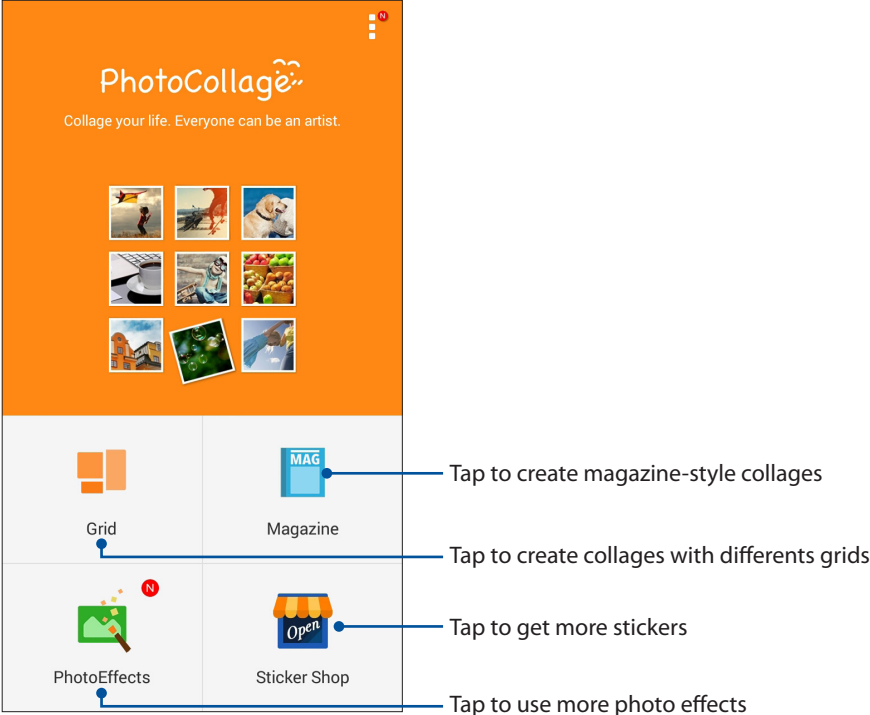 N
PhotoCollage
Collage your life. Everyone can be an artist.
MAG
Tap to create magazine-style collages
Grid
Magazine
Tap to create collages with differents grids
N
Open
Tap to get more stickers
PhotoEffects
Sticker Shop
Tap to use more photo effects